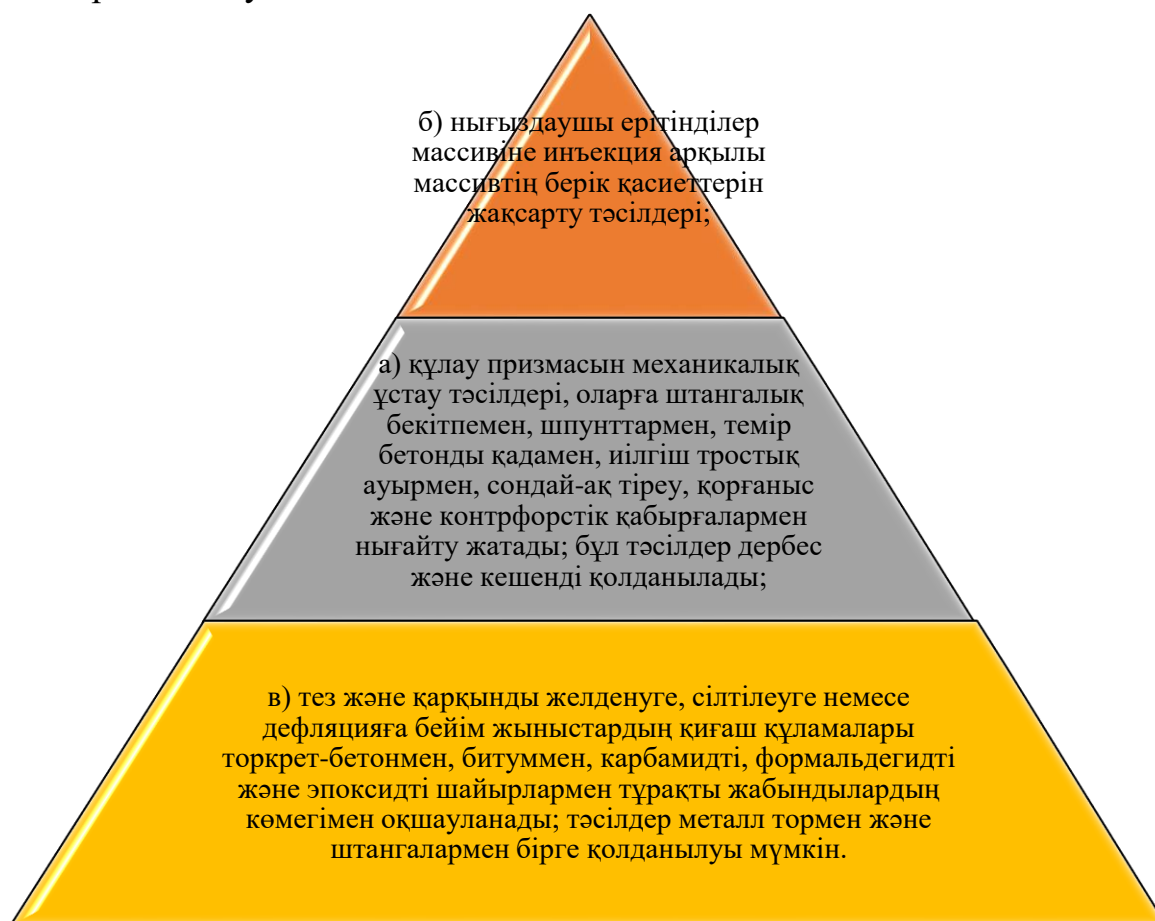 б) нығыздаушы ерітінділер
массивіне инъекция арқылы
массивтің берік қасиеттерін
жақсарту тәсілдері;
а) құлау призмасын механикалық
ұстау тәсілдері, оларға штангалық
бекітпемен, шпунттармен, темір
бетонды қадамен, иілгіш тростық
ауырмен, сондай-ақ тіреу, қорғаныс
және контрфорстік қабырғалармен
нығайту жатады; бұл тәсілдер дербес
және кешенді қолданылады;
в) тез және қарқынды желденуге, сілтілеуге немесе
дефляцияға бейім жыныстардың қиғаш құламалары
торкрет-бетонмен, битуммен, карбамидті, формальдегидті
және эпоксидті шайырлармен тұрақты жабындылардың
көмегімен оқшауланады; тәсілдер металл тормен және
штангалармен бірге қолданылуы мүмкін.